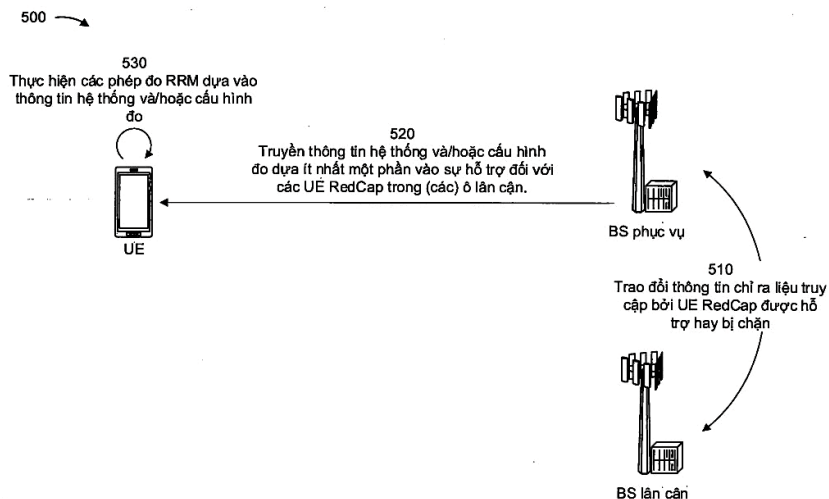 500
530
Thực hiện các phép đo RRM dựa vào
thông tin hệ thống và/hoặc cấu hình
đo
UE
520
Truyền thông tin hệ thống và/hoặc cấu hình
đo dựa ít nhất một phần vào sự hỗ trợ đối với
các UE RedCap trong (các) ô lân cận.
BS phục vụ
510
Trao đổi thông tin chỉ ra liệu truy
cập bởi UE RedCap được hỗ
trợ hay bị chặn
BS lân cận